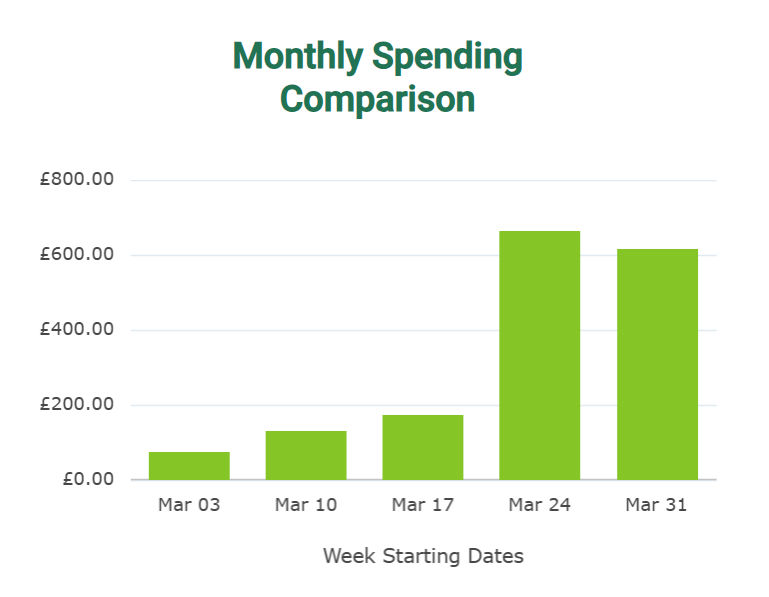 Monthly Spending
Comparison
£800.00
£600.00
£400.00
£200.00
£0.00
Mar 03 Mar 10 Mar 17 Mar 24 Mar 31
Week Starting Dates